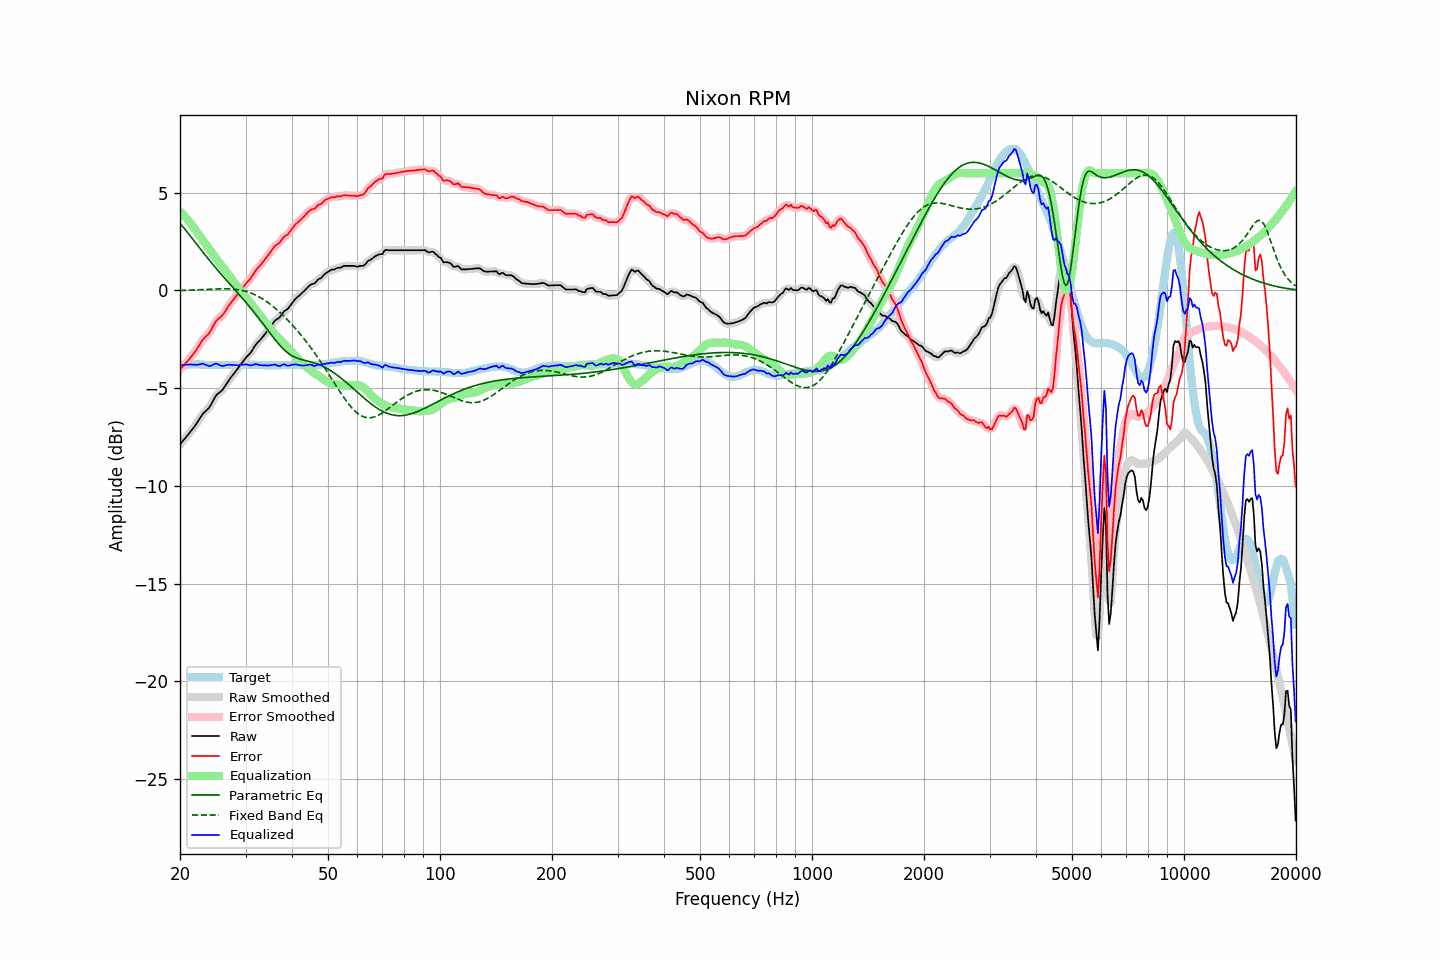 Nixon RPM
Amplitude (dBr)
5
0
−5
−10
−15
−20
−25
Target
Raw Smoothed
Error Smoothed
Raw
Error
Equalization
Parametric Eq
Fixed Band Eq
Equalized
20 50 100 200 500 1000 2000 5000 10000 20000
Frequency (Hz)